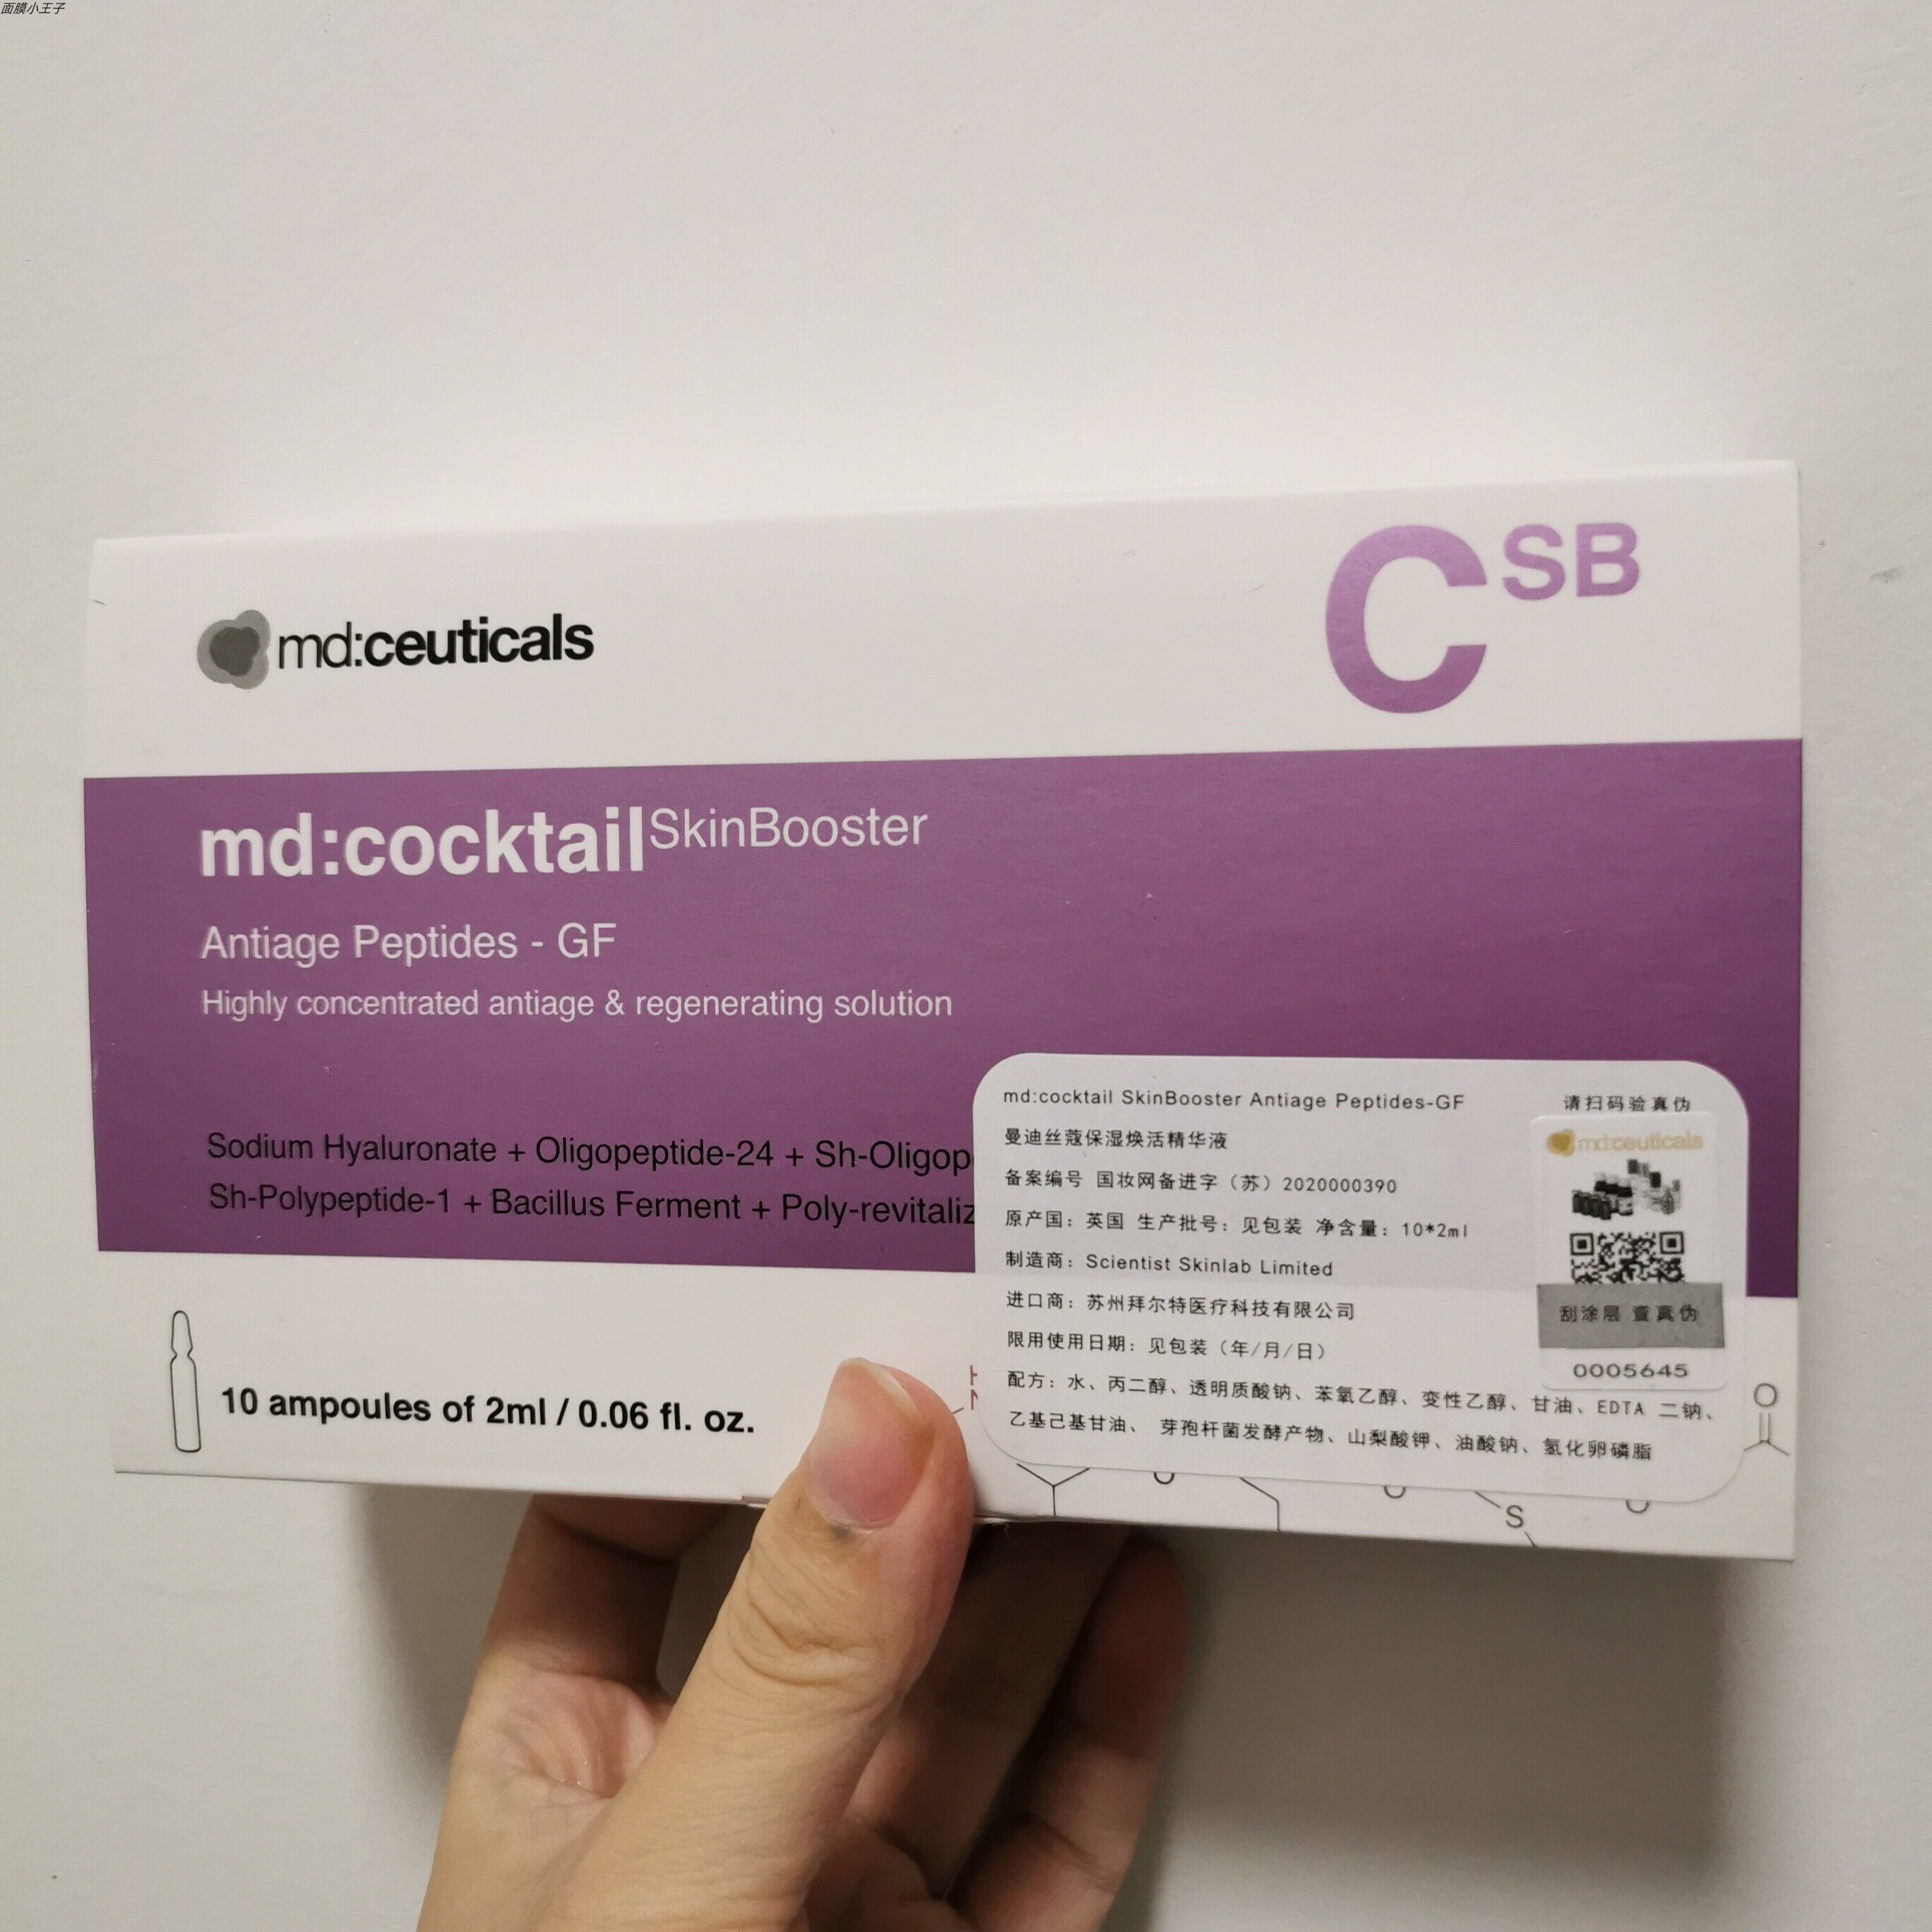 面膜小王子
md:ceuticals
CSB
md:cocktail SkinBooster
Antiage Peptides - GF
Highly concentrated antiage & regenerating solution
Sodium Hyaluronate + Oligopeptide-24 + Sh-Oligop
Sh-Polypeptide-1 + Bacillus Ferment + Poly-revitaliz
10 ampoules of 2ml / 0.06 fl. oz.
md:cocktail SkinBooster Antiage Peptides-GF
曼迪丝蔻保湿焕活精华液
备案编号 国妆网备进字（苏）2020000390
原产国：英国 生产批号：见包装 净含量：10*2ml
制造商：Scientist Skinlab Limited
进口商：苏州拜尔特医疗科技有限公司
限用使用日期：见包装（年/月/日）
配方：水、丙二醇、透明质酸钠、苯氧乙醇、变性乙醇、甘油、EDTA 二钠、
乙基己基甘油、 芽孢杆菌发酵产物、山梨酸钾、油酸钠、氢化卵磷脂
请扫码验真伪
md:ceuticals
刮涂层 查真伪
0005645
O
S